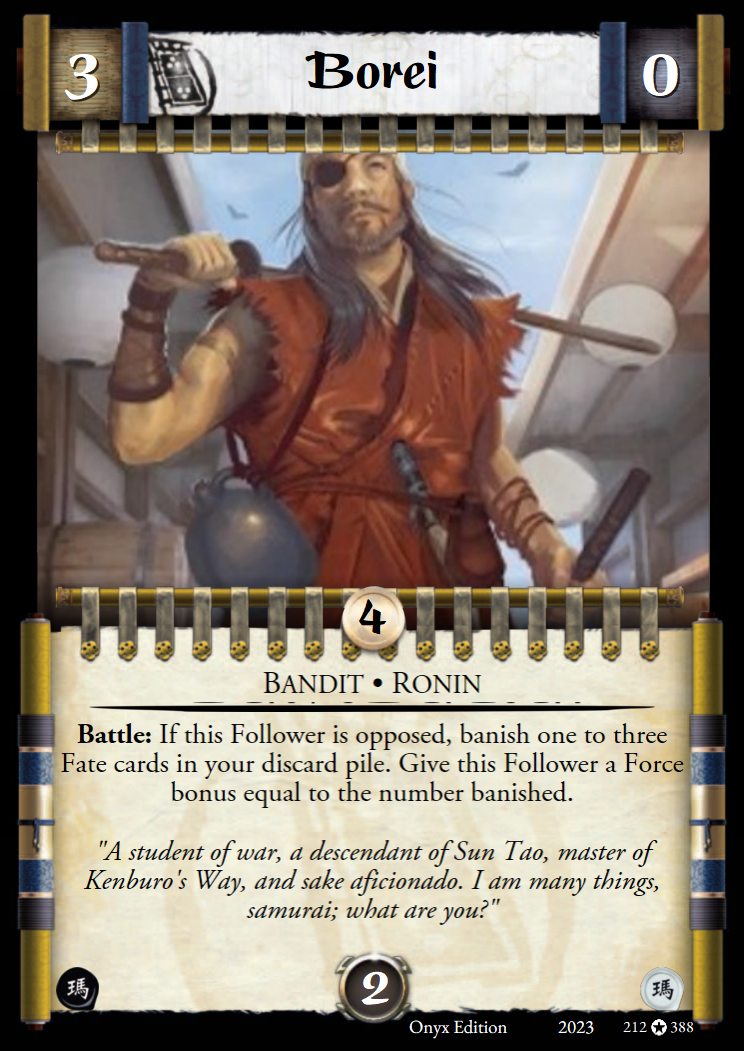 3 Borei 0
4
BANDIT • RONIN
Battle: If this Follower is opposed, banish one to three
Fate cards in your discard pile. Give this Follower a Force
bonus equal to the number banished.
"A student of war, a descendant of Sun Tao, master of
Kenburo's Way, and sake aficionado. I am many things,
samurai; what are you?"
瑪 2 瑪
Onyx Edition 2023 212 ✪ 388